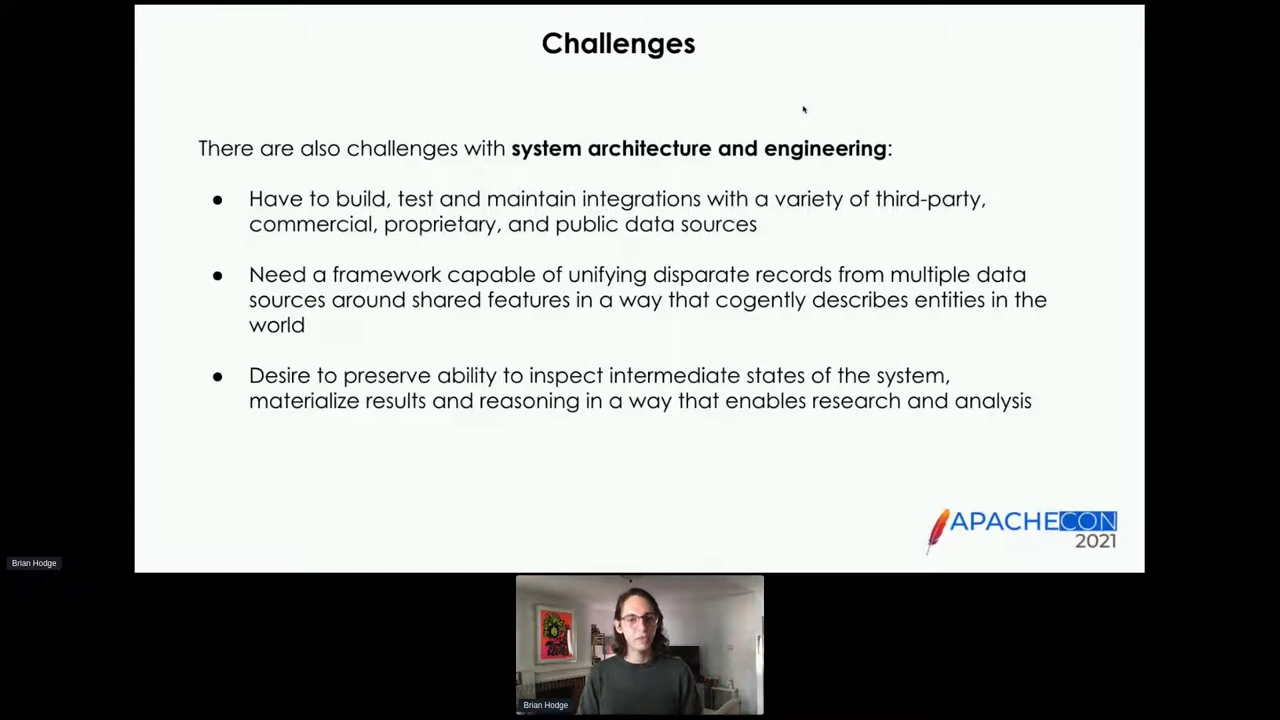 Challenges
There are also challenges with system architecture and engineering:
● Have to build, test and maintain integrations with a variety of third-party,
commercial, proprietary, and public data sources
● Need a framework capable of unifying disparate records from multiple data
sources around shared features in a way that cogently describes entities in the
world
● Desire to preserve ability to inspect intermediate states of the system,
materialize results and reasoning in a way that enables research and analysis
APACHECON
2021
Brian Hodge
Brian Hodge